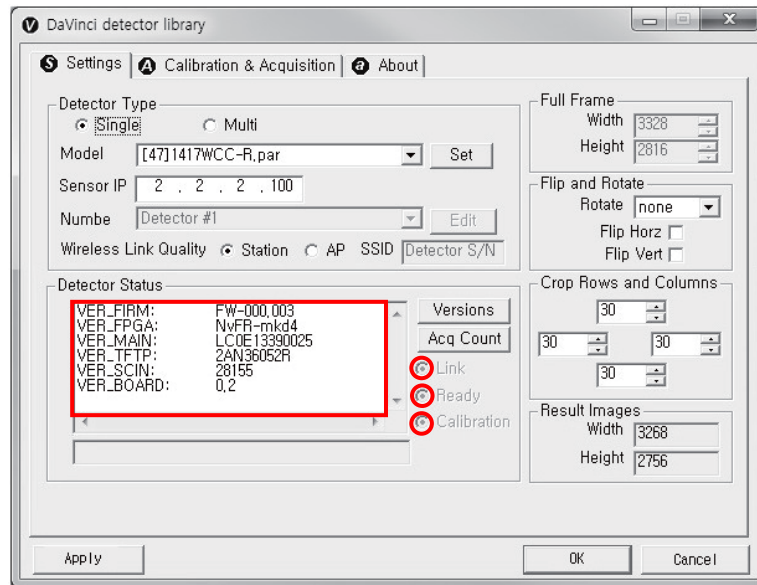 DaVinci detector library
Settings
Calibration & Acquisition
About
Detector Type
Single
Multi
Model
[47]1417WCC-R.par
Set
Sensor IP
2 . 2 . 2 . 100
Numbe
Detector #1
Edit
Wireless Link Quality
Station
AP
SSID
Detector S/N
Detector Status
VER_FIRM: FW-000.003
VER_FPGA: NvFR-mkd4
VER_MAIN: LC0E13390025
VER_TFTP: 2AN36052R
VER_SCIN: 28155
VER_BOARD: 0.2
Versions
Acq Count
Link
Ready
Calibration
Full Frame
Width 3328
Height 2816
Flip and Rotate
Rotate none
Flip Horz
Flip Vert
Crop Rows and Columns
30
30 30
30
Result Images
Width 3268
Height 2756
Apply
OK
Cancel